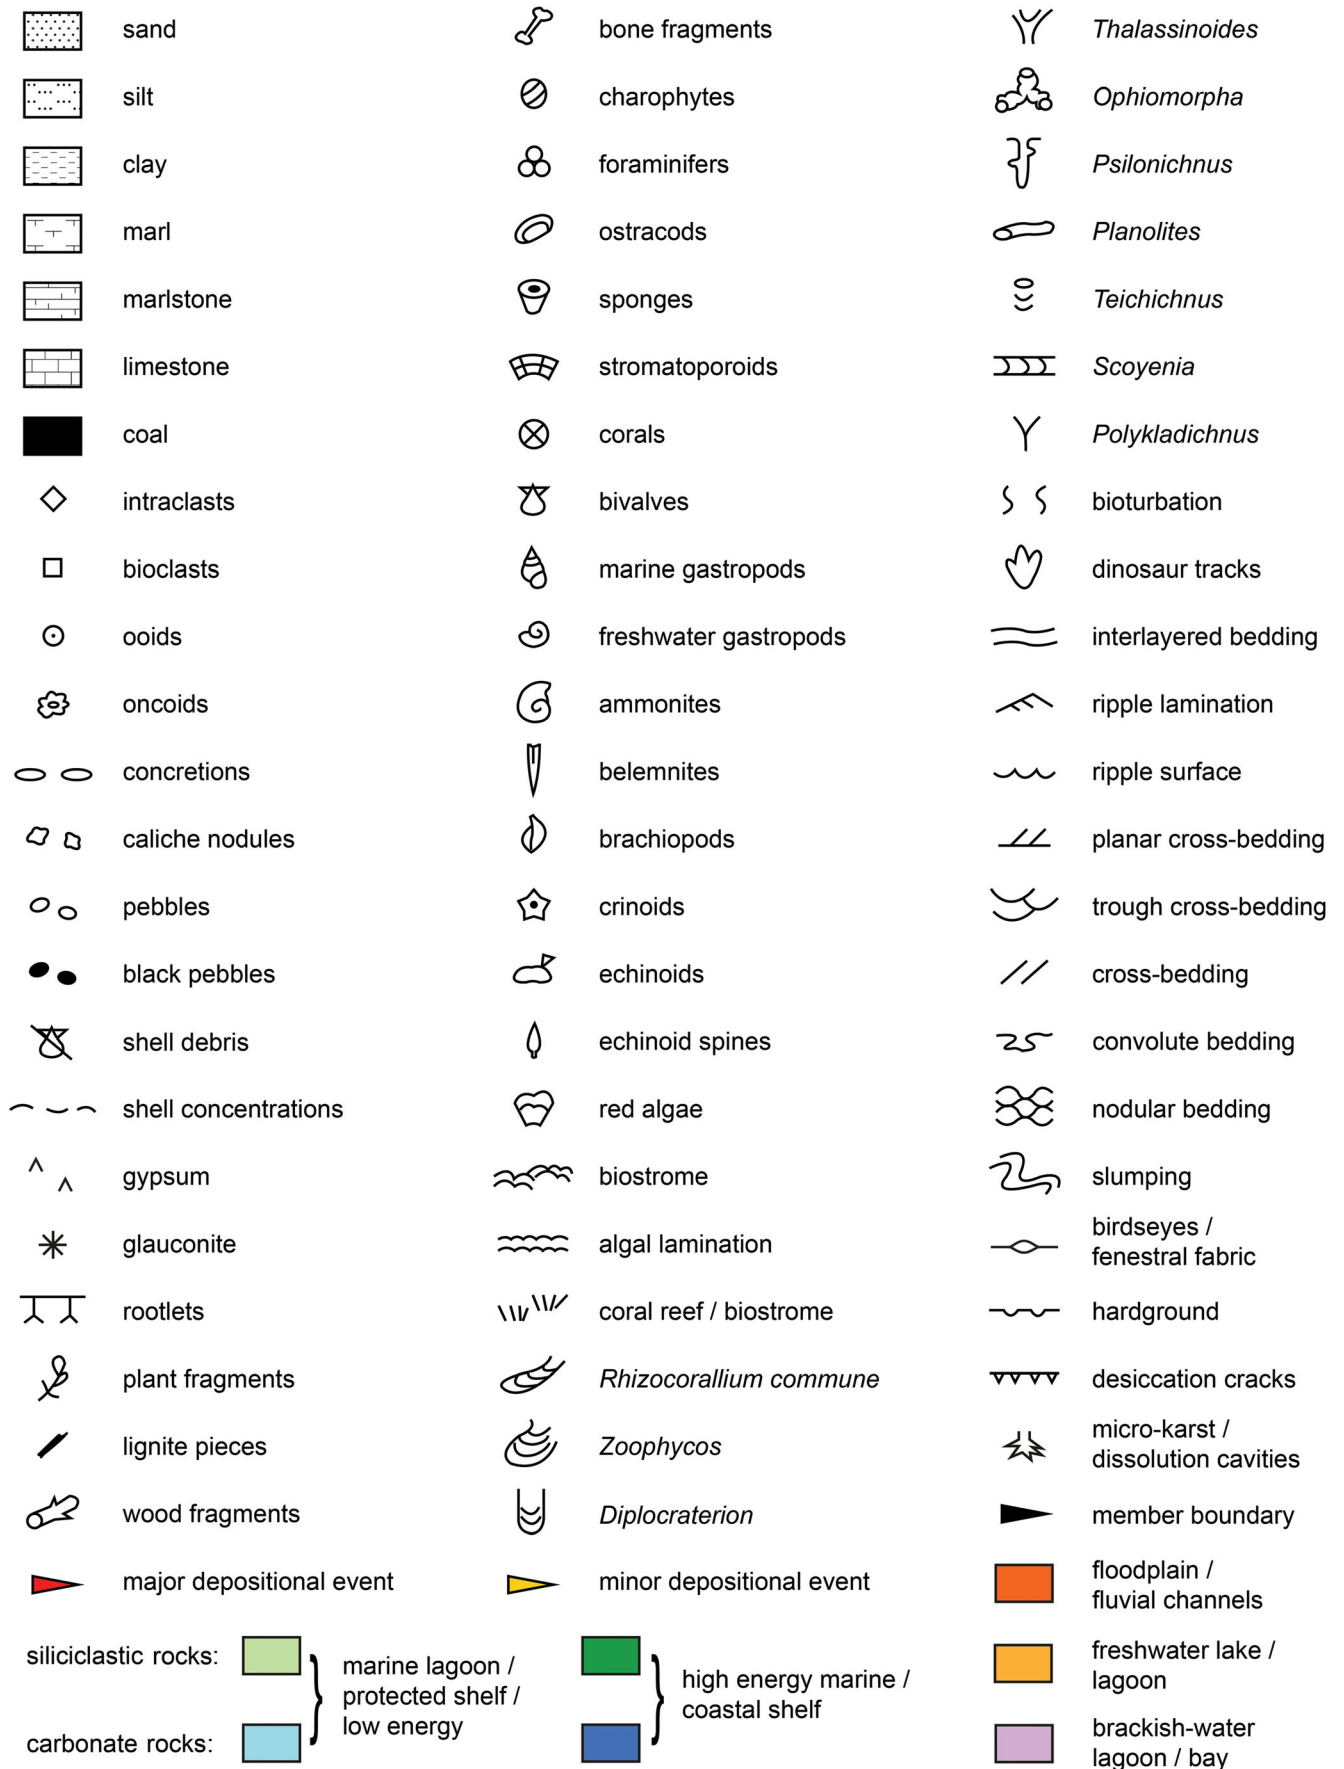 sand
silt
clay
marl
marlstone
limestone
coal
intraclasts
bioclasts
ooids
oncoids
concretions
caliche nodules
pebbles
black pebbles
shell debris
shell concentrations
gypsum
glauconite
rootlets
plant fragments
lignite pieces
wood fragments
major depositional event
bone fragments
charophytes
foraminifers
ostracods
sponges
stromatoporoids
corals
bivalves
marine gastropods
freshwater gastropods
ammonites
belemnites
brachiopods
crinoids
echinoids
echinoid spines
red algae
biostrome
algal lamination
coral reef / biostrome
Rhizocorallium commune
Zoophycos
Diplocraterion
minor depositional event
Thalassinoides
Ophiomorpha
Psilonichnus
Planolites
Teichichnus
Scoyenia
Polykladichnus
bioturbation
dinosaur tracks
interlayered bedding
ripple lamination
ripple surface
planar cross-bedding
trough cross-bedding
cross-bedding
convolute bedding
nodular bedding
slumping
birdseyes /
fenestral fabric
hardground
desiccation cracks
micro-karst /
dissolution cavities
member boundary
floodplain /
fluvial channels
freshwater lake /
lagoon
brackish-water
lagoon / bay
siliciclastic rocks:
carbonate rocks:
marine lagoon /
protected shelf /
low energy
high energy marine /
coastal shelf